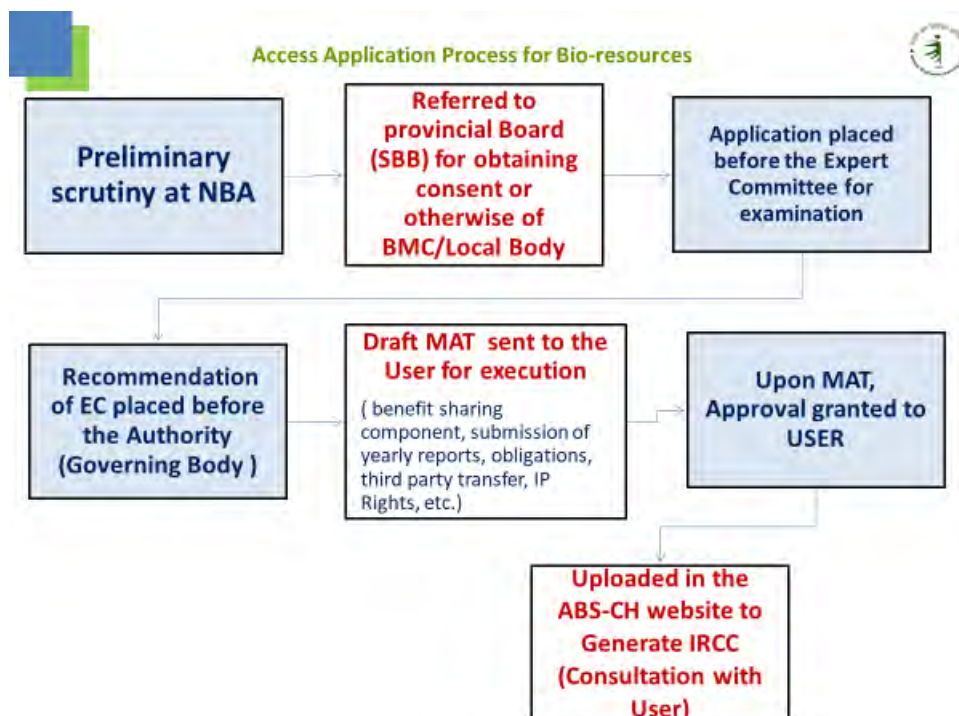 Access Application Process for Bio-resources
Preliminary
scrutiny at NBA
Referred to
provincial Board
(SBB) for obtaining
consent or
otherwise of
BMC/Local Body
Application placed
before the Expert
Committee for
examination
Recommendation
of EC placed before
the Authority
(Governing Body )
Draft MAT sent to the
User for execution
( benefit sharing
component, submission of
yearly reports, obligations,
third party transfer, IP
Rights, etc.)
Upon MAT,
Approval granted to
USER
Uploaded in the
ABS-CH website to
Generate IRCC
(Consultation with
User)